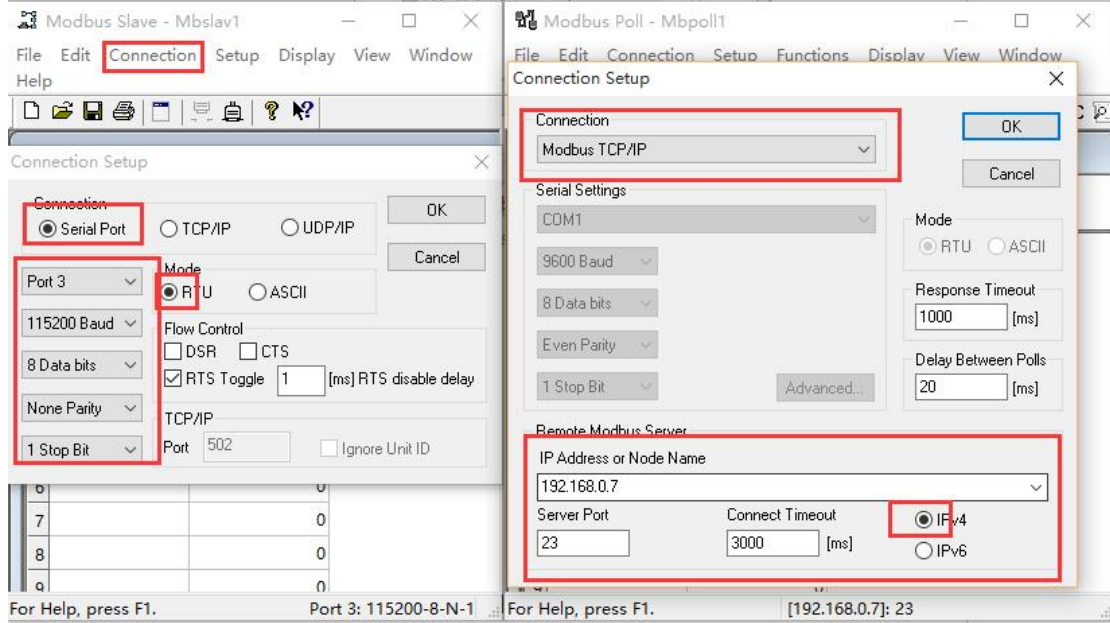 Modbus Slave - Mbslav1
File Edit Connection Setup Display View Window
Help
Connection Setup
Connection
Serial Port TCP/IP UDP/IP
OK
Cancel
Port 3
115200 Baud
8 Data bits
None Parity
1 Stop Bit
Mode
RTU ASCII
Flow Control
DSR CTS
RTS Toggle 1 [ms] RTS disable delay
TCP/IP
Port 502 Ignore Unit ID
6 0
7 0
8 0
9 0
For Help, press F1. Port 3: 115200-8-N-1
Modbus Poll - Mbpoll1
File Edit Connection Setup Functions Display View Window
Connection Setup
Connection
Modbus TCP/IP
OK
Cancel
Serial Settings
COM1
9600 Baud
8 Data bits
Even Parity
1 Stop Bit
Advanced...
Mode
RTU ASCII
Response Timeout
1000 [ms]
Delay Between Polls
20 [ms]
Remote Modbus Server
IP Address or Node Name
192.168.0.7
Server Port Connect Timeout
23 3000 [ms]
IPv4
IPv6
For Help, press F1. [192.168.0.7]: 23